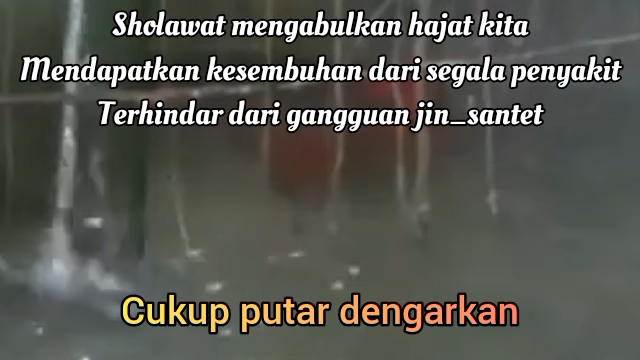 Sholawat mengabulkan hajat kita
Mendapatkan kesembuhan dari segala penyakit
Terhindar dari gangguan jin_santet
Cukup putar dengarkan